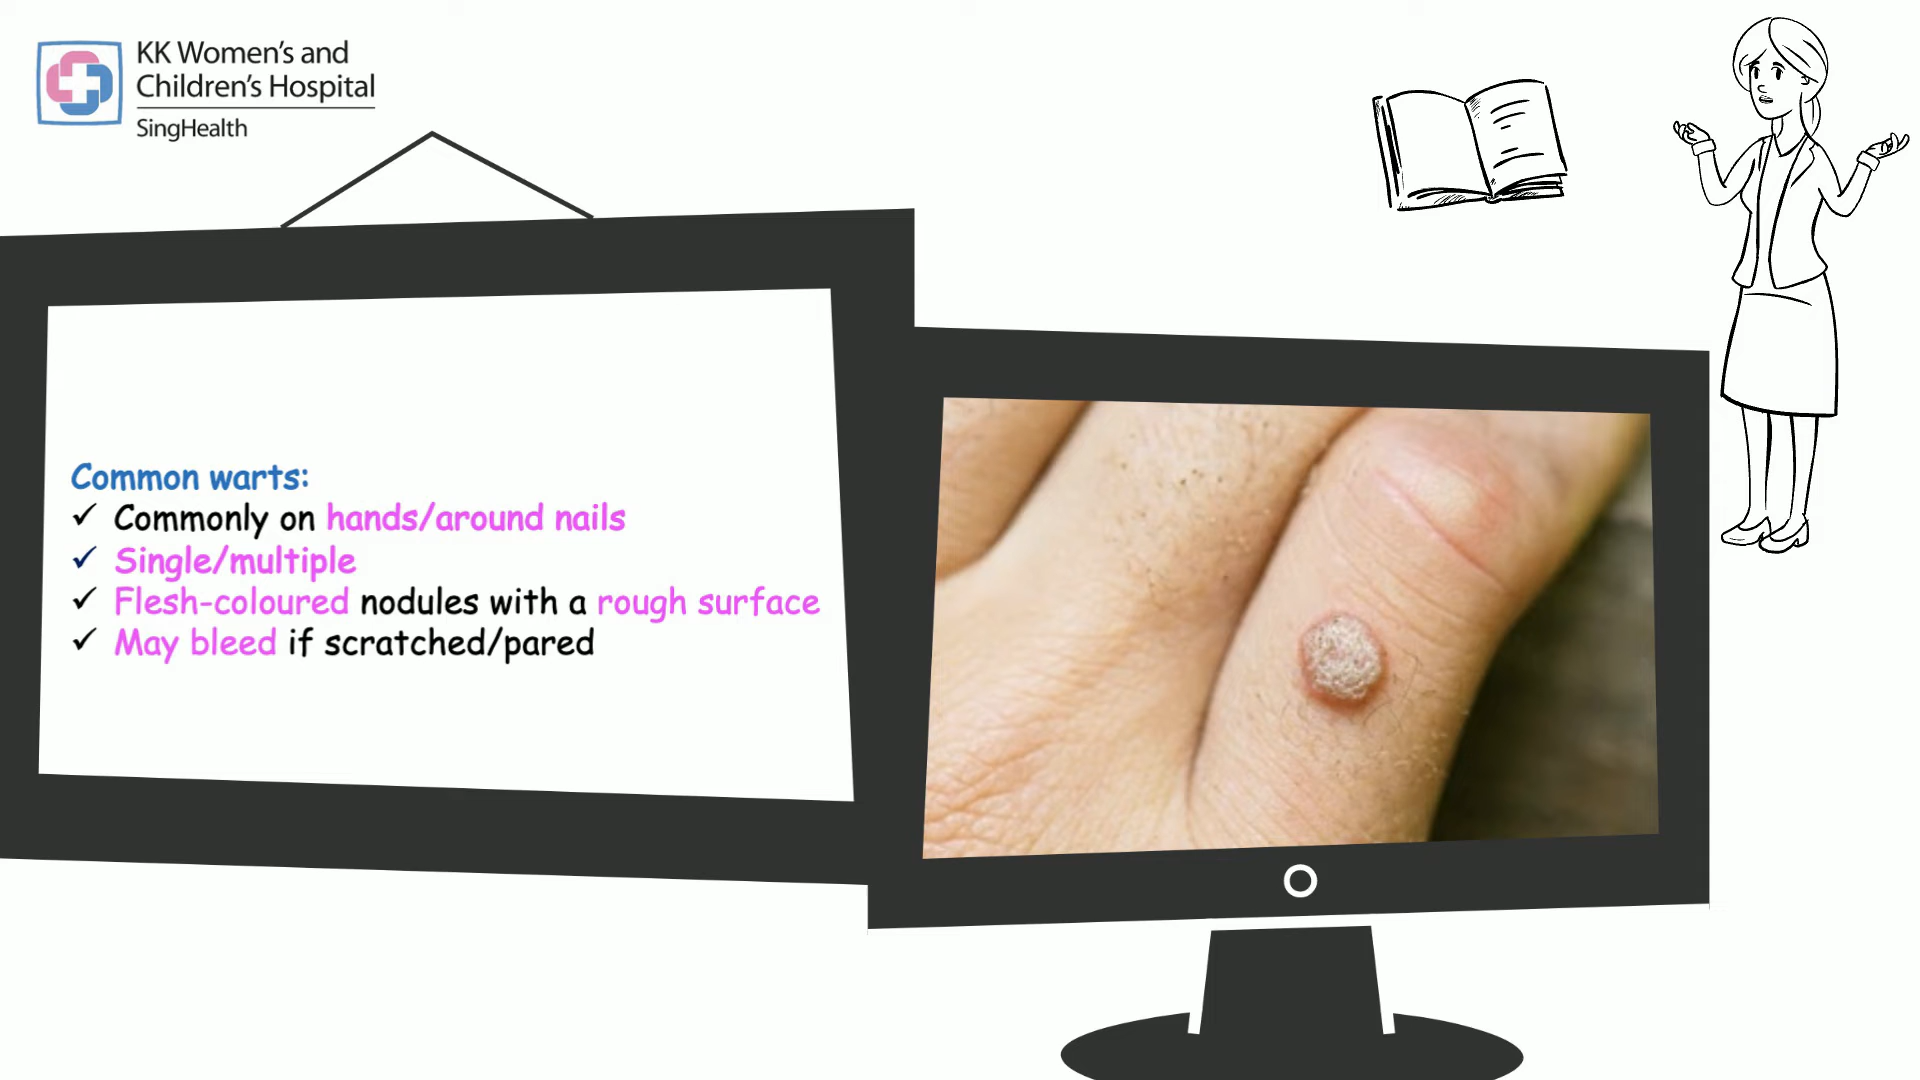 KK Women's and
Children's Hospital
SingHealth
Common warts:
✓ Commonly on hands/around nails
✓ Single/multiple
✓ Flesh-coloured nodules with a rough surface
✓ May bleed if scratched/pared